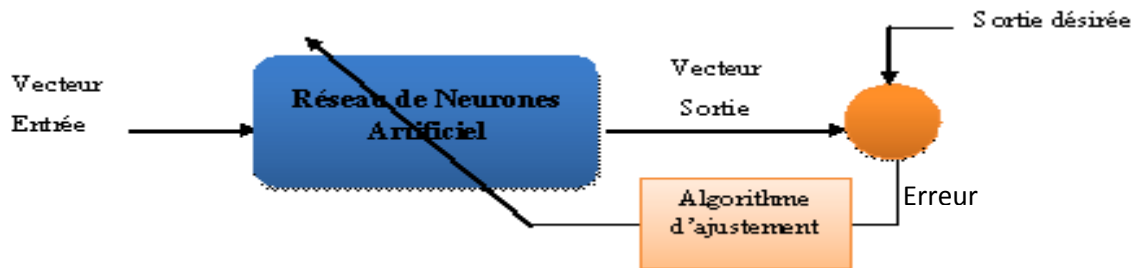 Sortie désirée
Vecteur
Entrée
Réseau de Neurones
Artificiel
Vecteur
Sortie
Algorithme
d'ajustement
Erreur